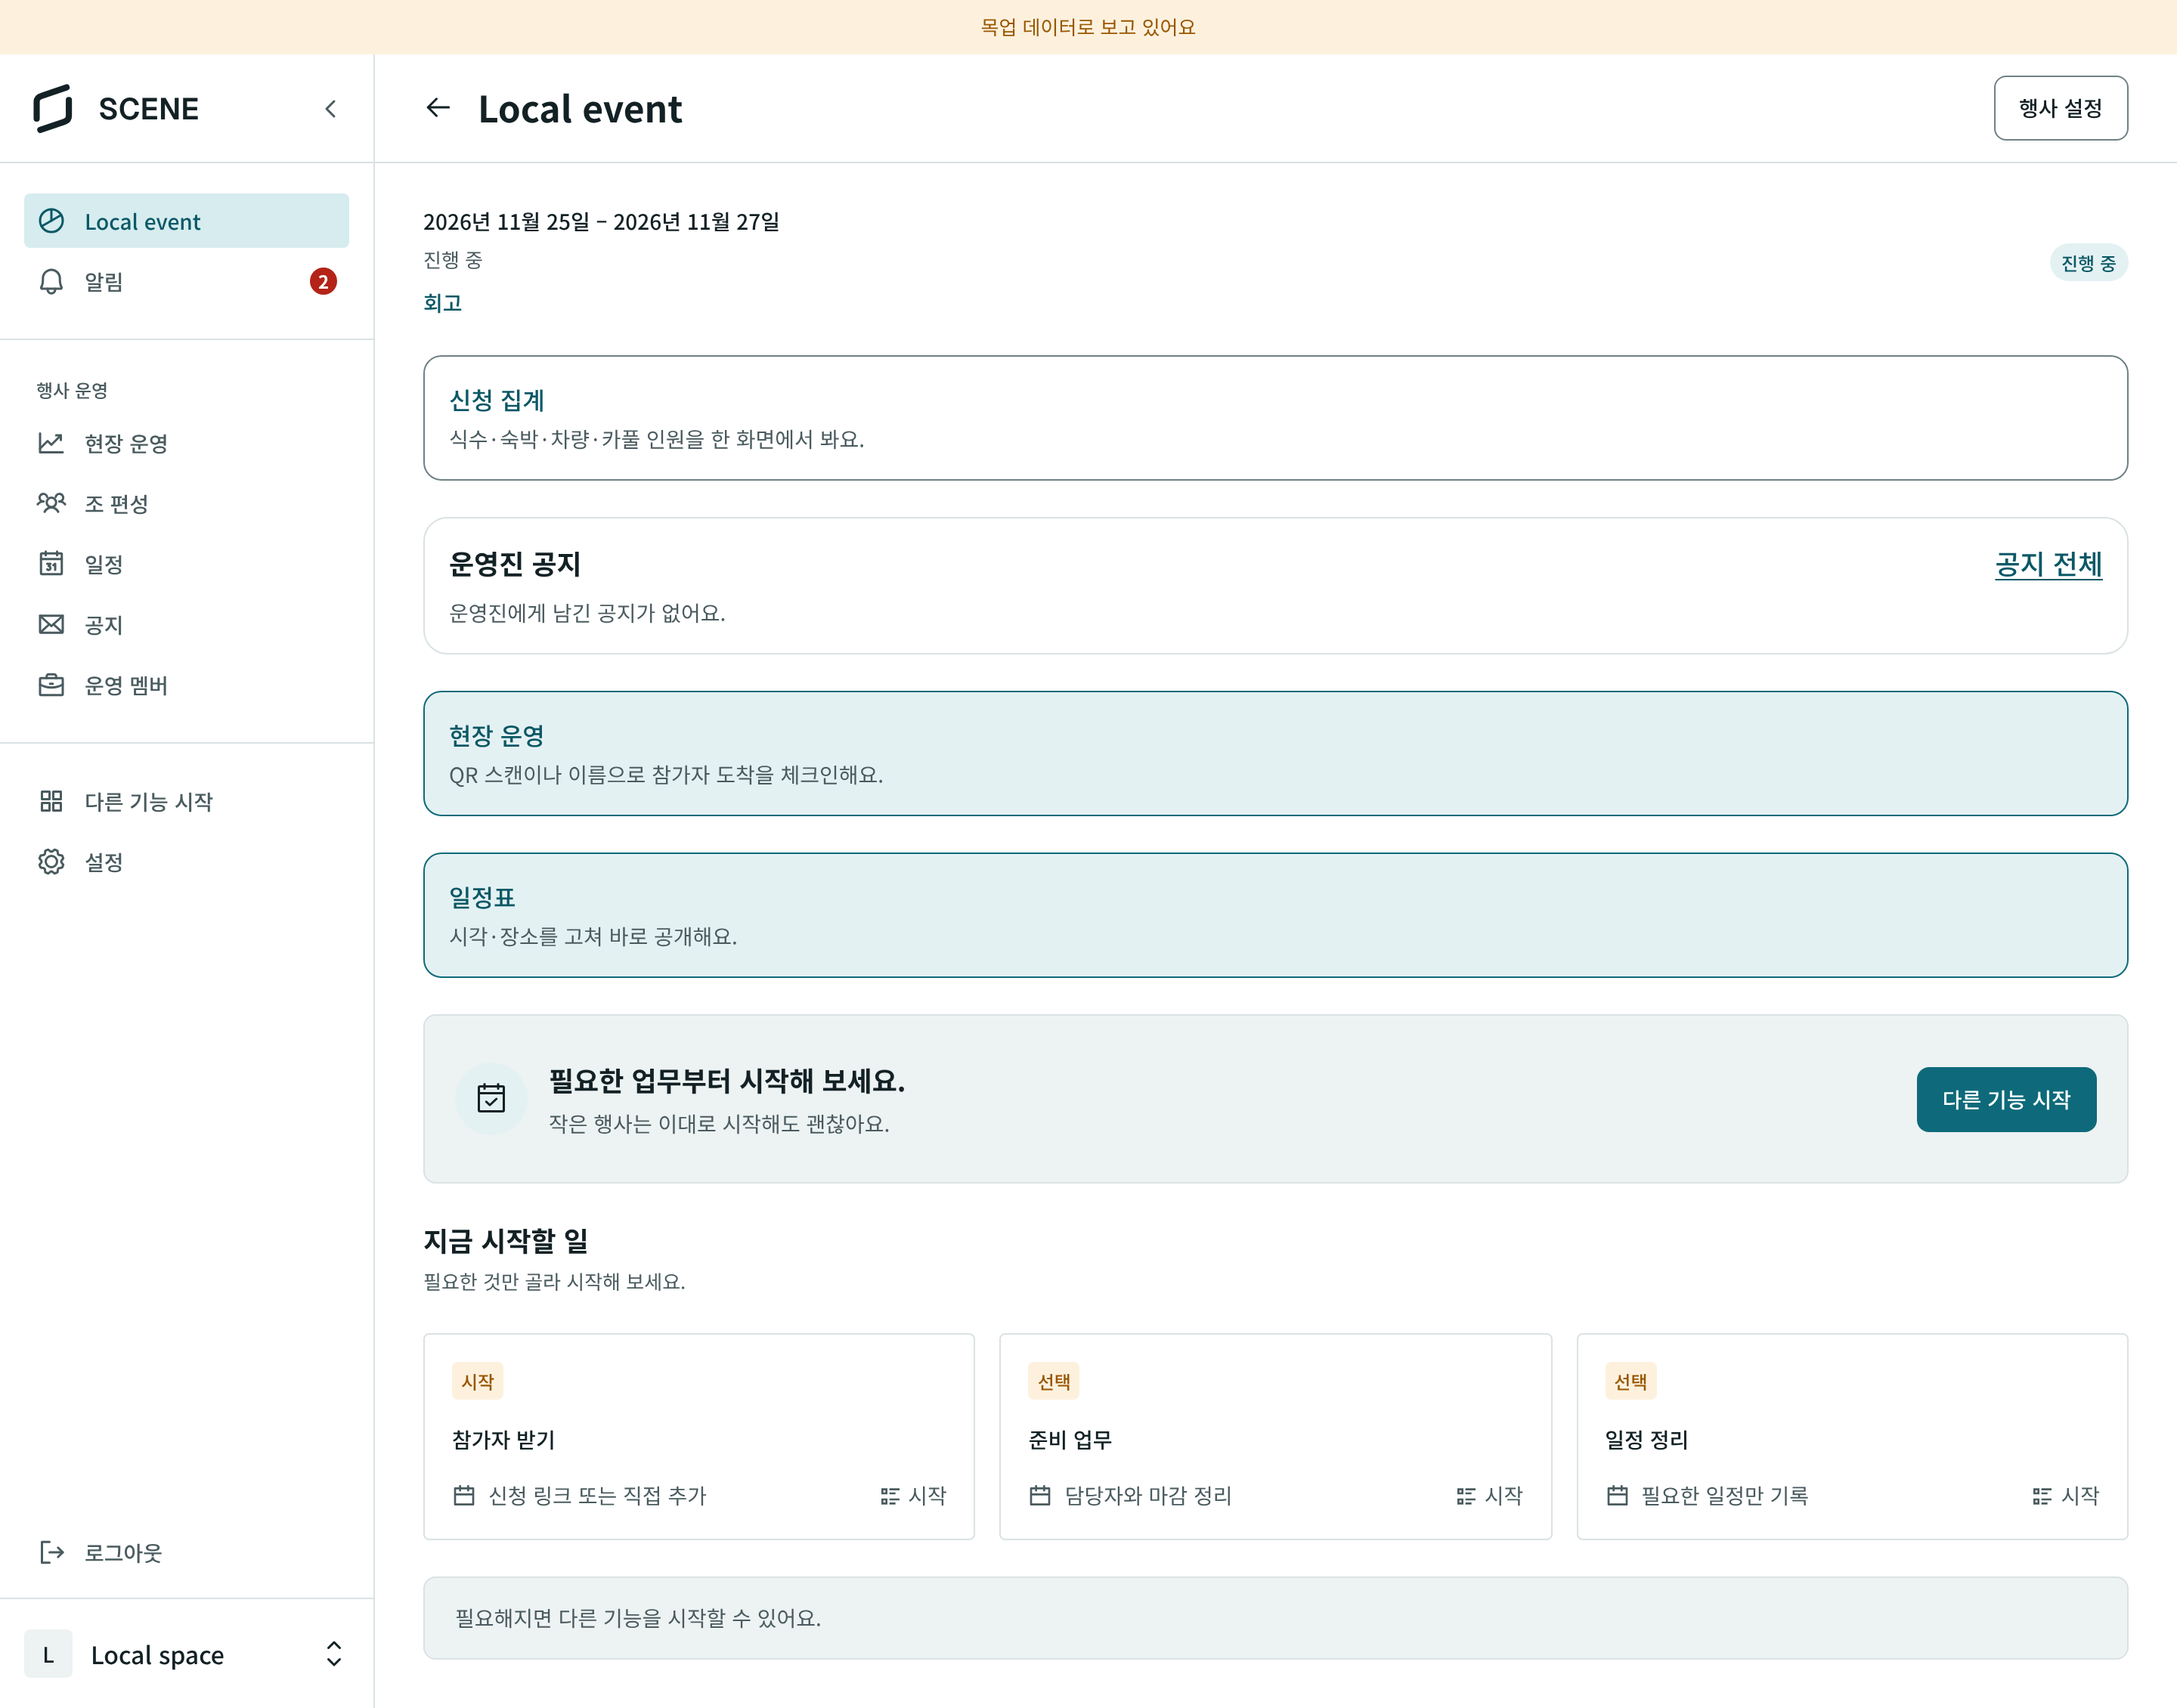 목업 데이터로 보고 있어요
SCENE
Local event
알림
2
행사 운영
현장 운영
조 편성
31
일정
공지
운영 멤버
다른 기능 시작
설정
로그아웃
L
Local space
Local event
행사 설정
2026년 11월 25일 – 2026년 11월 27일
진행 중
진행 중
회고
신청 집계
식수·숙박·차량·카풀 인원을 한 화면에서 봐요.
운영진 공지
공지 전체
운영진에게 남긴 공지가 없어요.
현장 운영
QR 스캔이나 이름으로 참가자 도착을 체크인해요.
일정표
시각·장소를 고쳐 바로 공개해요.
필요한 업무부터 시작해 보세요.
작은 행사는 이대로 시작해도 괜찮아요.
다른 기능 시작
지금 시작할 일
필요한 것만 골라 시작해 보세요.
시작
참가자 받기
신청 링크 또는 직접 추가
시작
선택
준비 업무
담당자와 마감 정리
시작
선택
일정 정리
필요한 일정만 기록
시작
필요해지면 다른 기능을 시작할 수 있어요.